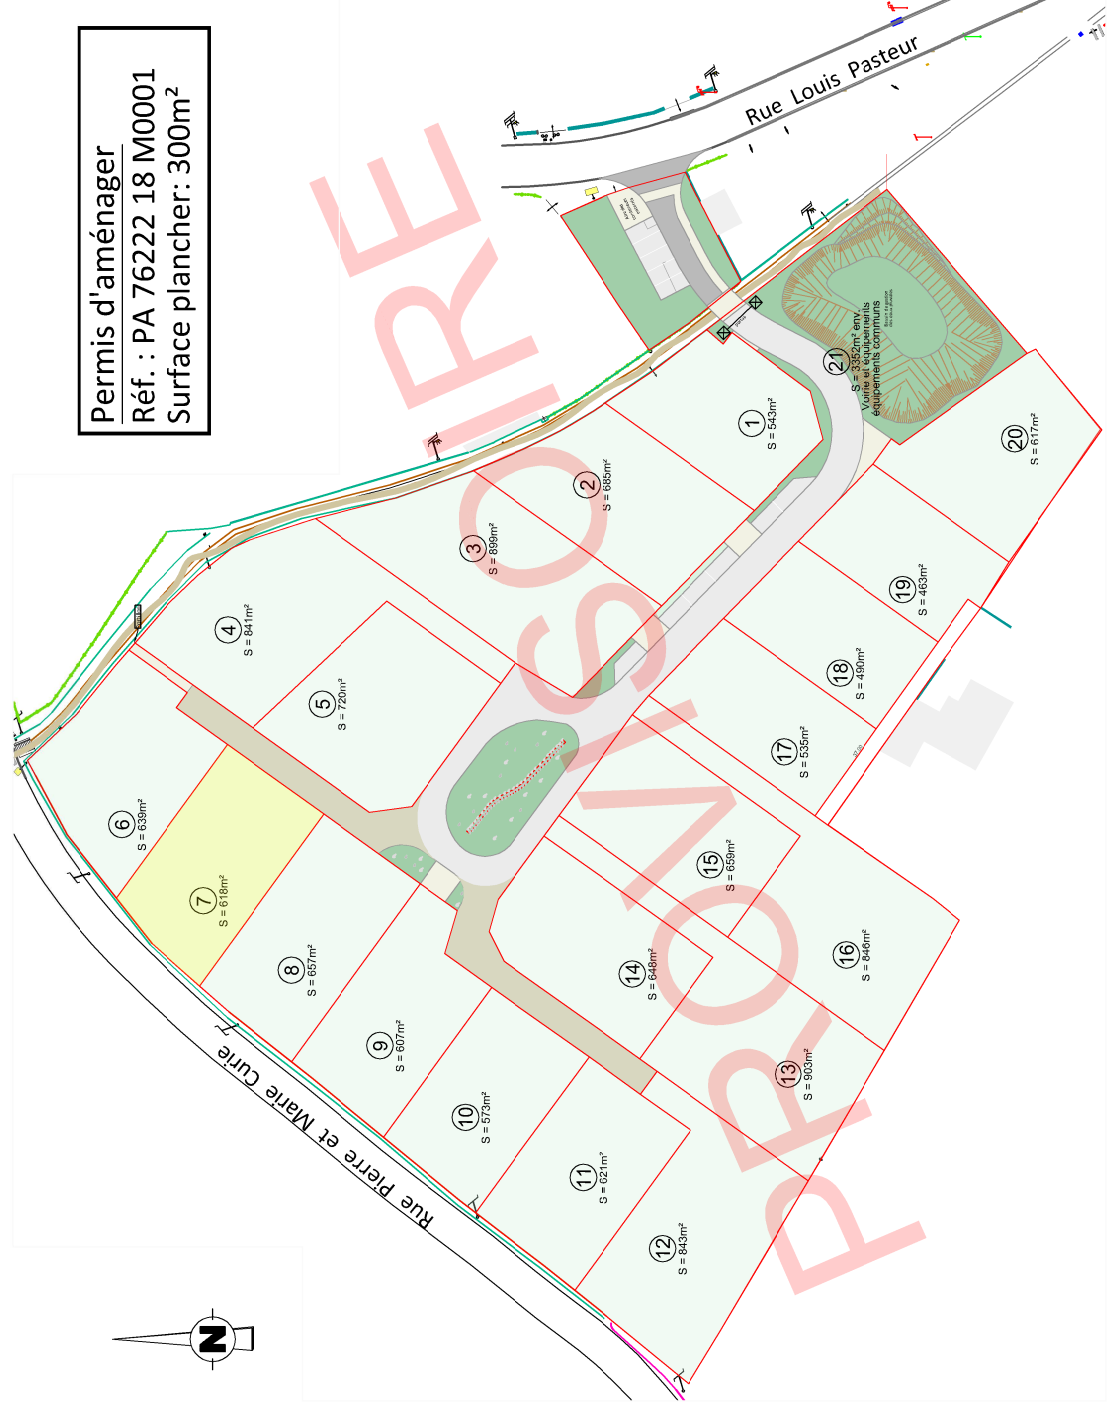 Permis d'aménager
Réf. : PA 76222 18 M0001
Surface plancher: 300m²
Rue Louis Pasteur
PROVISOIRE
1
S = 543m²
2
S = 685m²
3
S = 899m²
4
S = 841m²
5
S = 720m²
6
S = 639m²
7
S = 618m²
8
S = 657m²
9
S = 607m²
10
S = 573m²
11
S = 621m²
12
S = 843m²
13
S = 903m²
14
S = 648m²
15
S = 659m²
16
S = 846m²
17
S = 535m²
18
S = 490m²
19
S = 463m²
20
S = 617m²
21
S = 3352m² env.
Voirie et équipements
équipements communs
Rue Pierre et Marie Curie
N